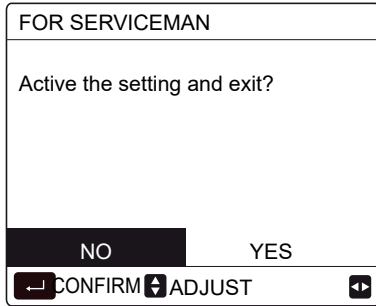 FOR SERVICEMAN
Active the setting and exit?
NO YES
CONFIRM ADJUST